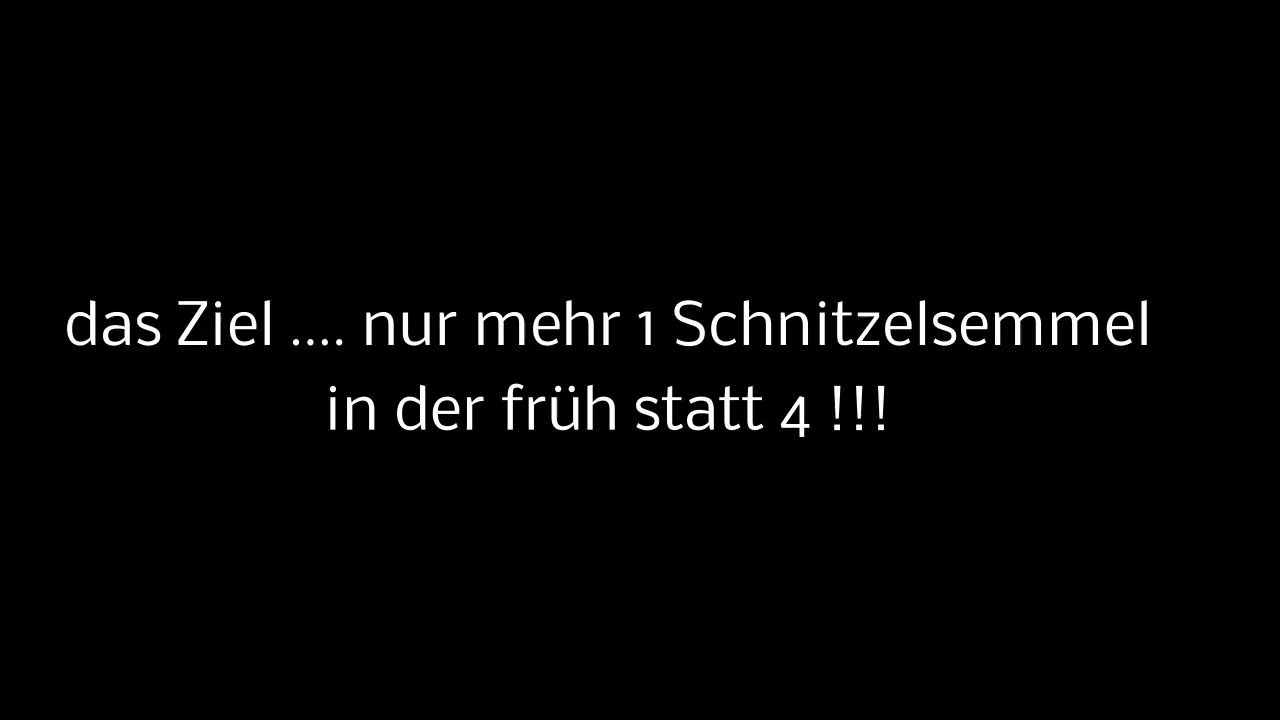 das Ziel .... nur mehr 1 Schnitzelsemmel
in der früh statt 4 !!!